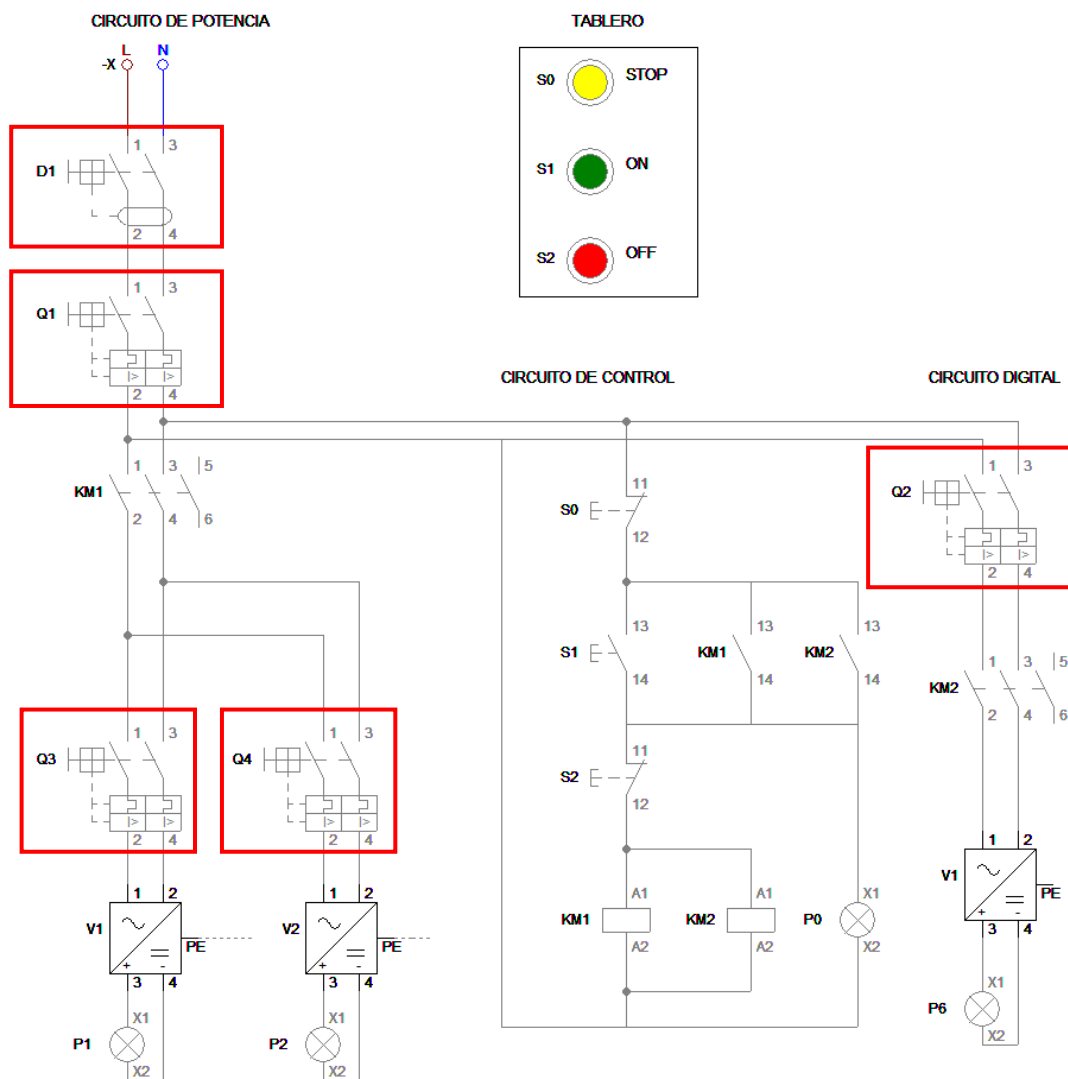 CIRCUITO DE POTENCIA
TABLERO
L N
-X
S0 STOP
S1 ON
S2 OFF
1 3
D1
2 4
1 3
Q1
2 4
CIRCUITO DE CONTROL
CIRCUITO DIGITAL
1 3 5
KM1
2 4 6
11
S0
12
1 3
Q2
2 4
13 13 13
S1 KM1 KM2
14 14 14
1 3 5
KM2
2 4 6
1 3 1 3
Q3 Q4
I> I> I> I>
2 4 2 4
11
S2
12
1 2 1 2
V1 V2
PE PE
+ - + -
3 4 3 4
A1 A1 X1
KM1 KM2 P0
A2 A2 X2
1 2
V1
PE
+ -
3 4
X1 X1
P1 P2
X2 X2
X1
P6
X2